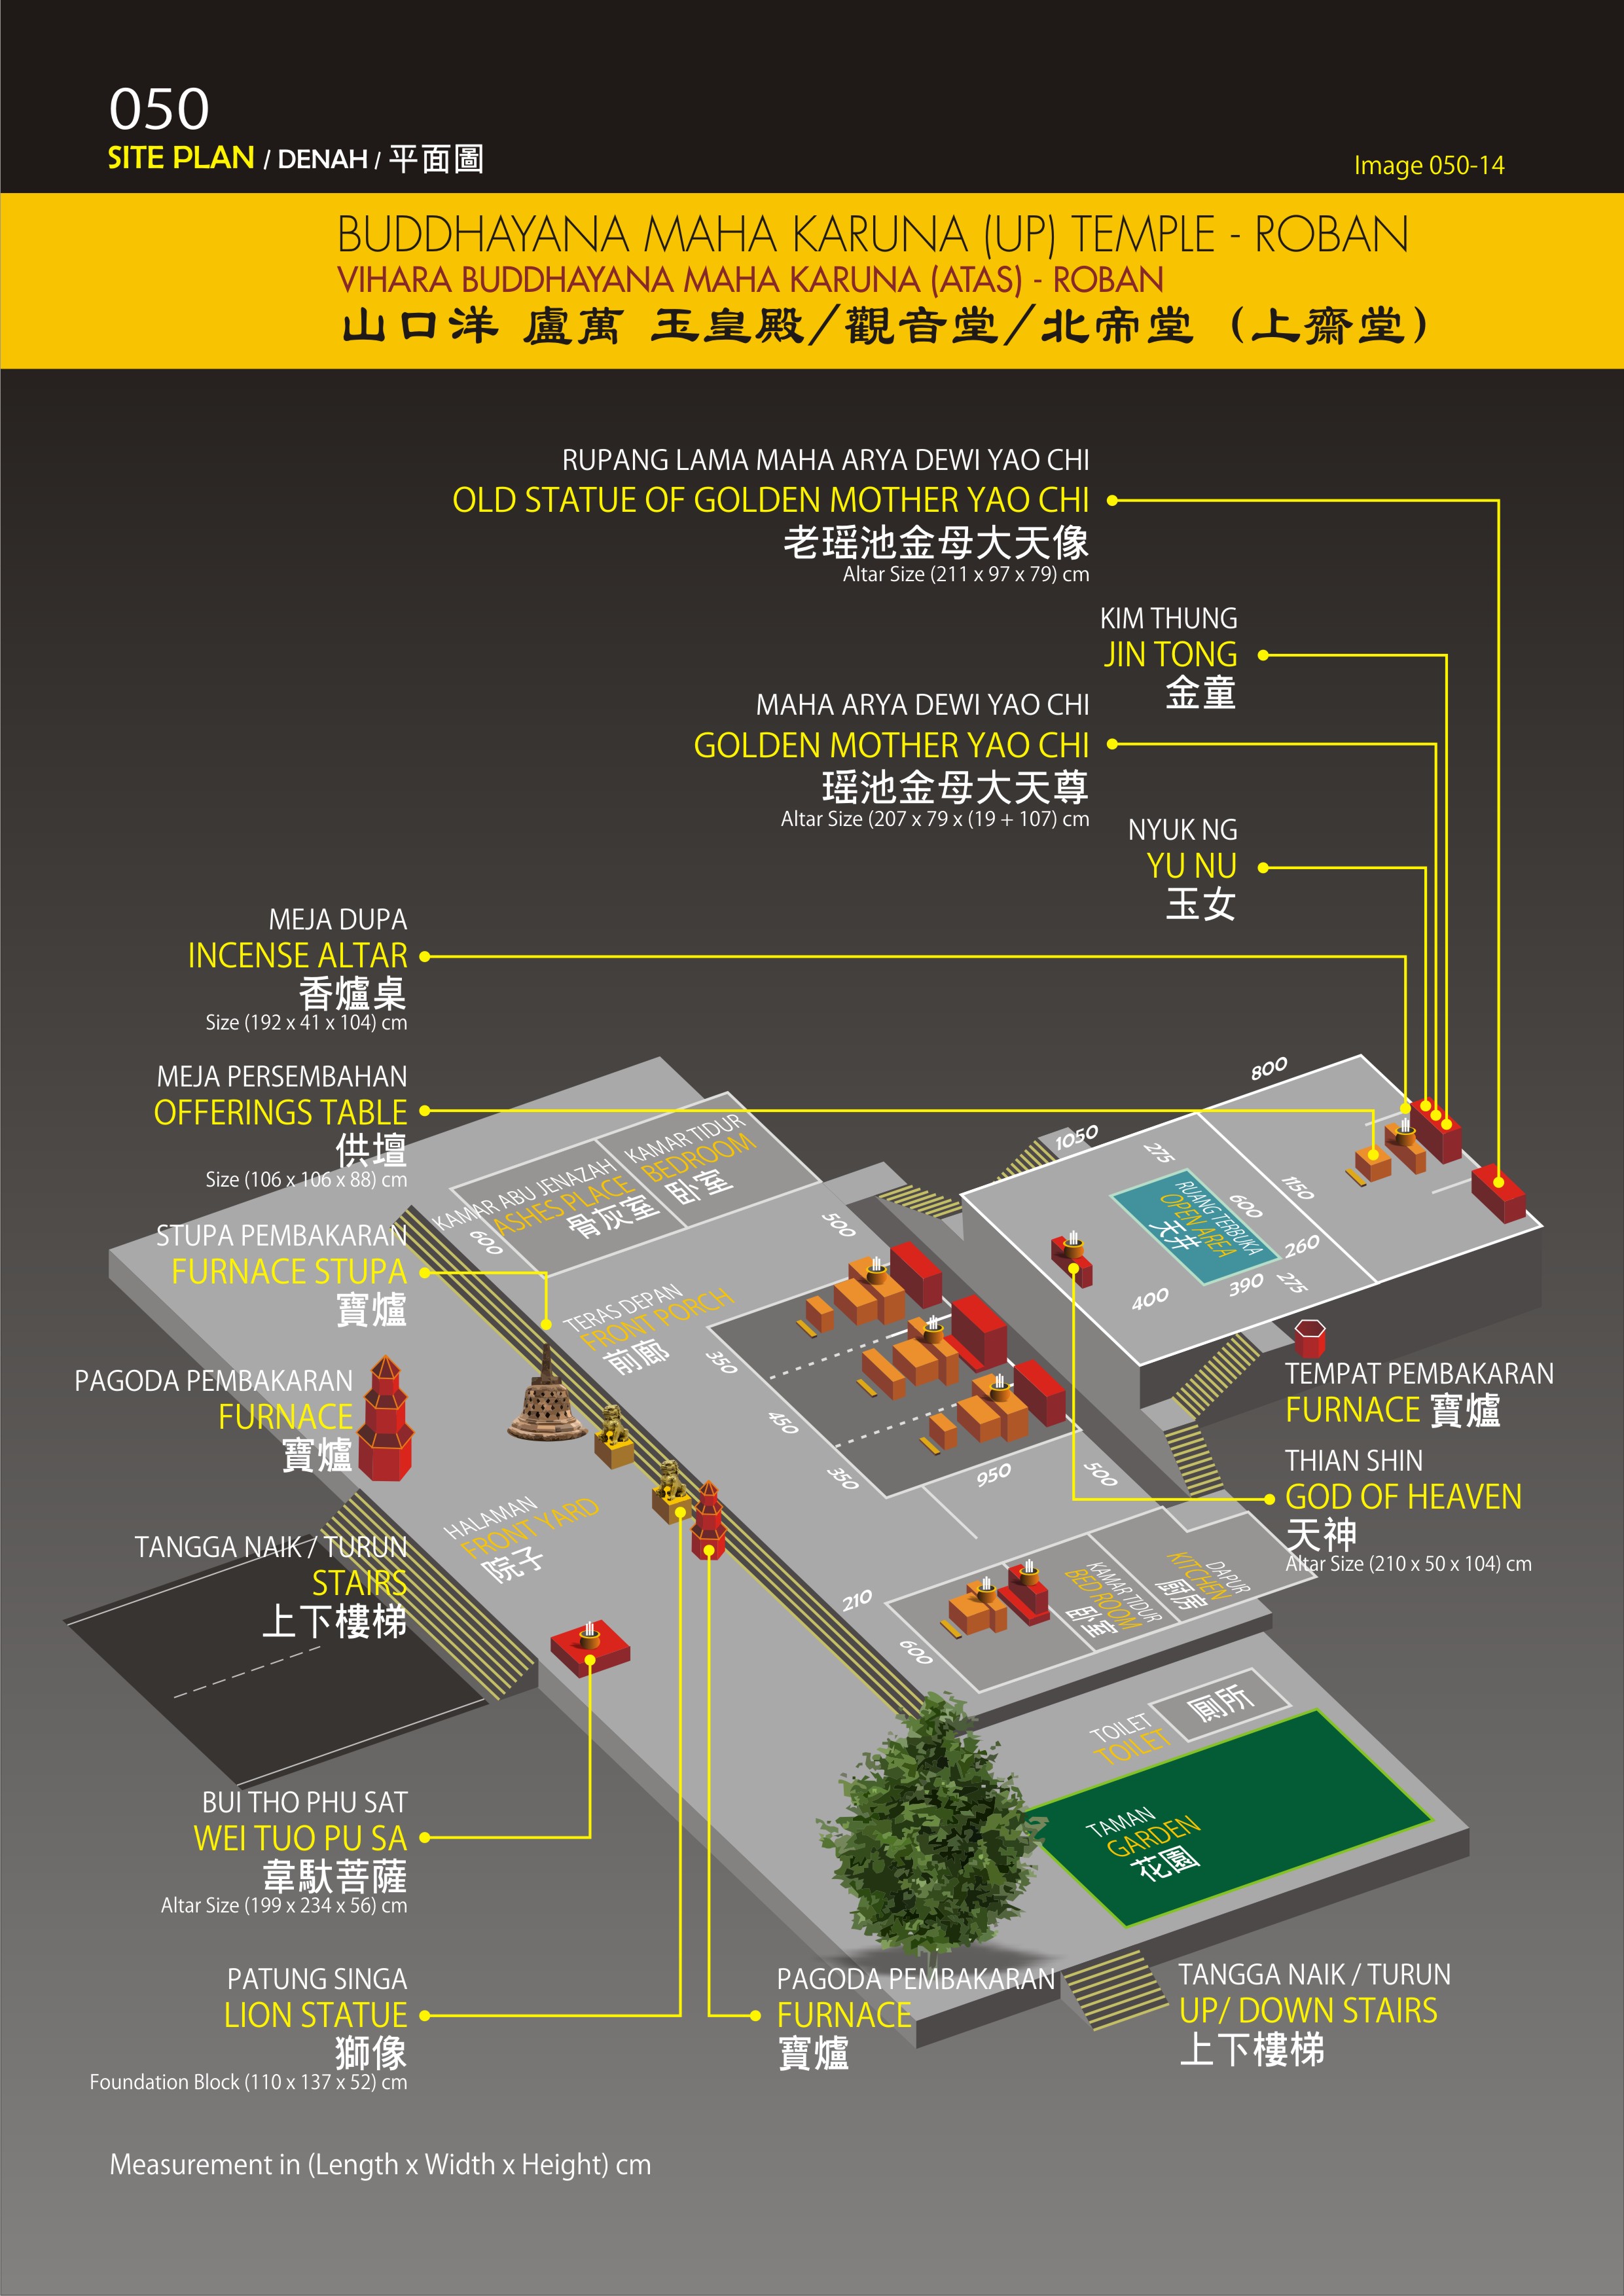 050
SITE PLAN / DENAH / 平面圖
Image 050-14
BUDDHAYANA MAHA KARUNA (UP) TEMPLE - ROBAN
VIHARA BUDDHAYANA MAHA KARUNA (ATAS) - ROBAN
山口洋 盧萬 玉皇殿/觀音堂/北帝堂 (上齋堂)
RUPANG LAMA MAHA ARYA DEWI YAO CHI
OLD STATUE OF GOLDEN MOTHER YAO CHI
老瑶池金母大天像
Altar Size (211 x 97 x 79) cm
KIM THUNG
JIN TONG
金童
MAHA ARYA DEWI YAO CHI
GOLDEN MOTHER YAO CHI
瑶池金母大天尊
Altar Size (207 x 79 x (19 + 107) cm
NYUK NG
YU NU
玉女
MEJA DUPA
INCENSE ALTAR
香爐桌
Size (192 x 41 x 104) cm
MEJA PERSEMBAHAN
OFFERINGS TABLE
供壇
Size (106 x 106 x 88) cm
STUPA PEMBAKARAN
FURNACE STUPA
寶爐
PAGODA PEMBAKARAN
FURNACE
寶爐
TANGGA NAIK / TURUN
STAIRS
上下樓梯
KAMAR ABU JENAZAH
ASHES PLACE
骨灰室
KAMAR TIDUR
BEDROOM
卧室
600
500
TERAS DEPAN
FRONT PORCH
前廊
350
450
350
950
500
210
600
HALAMAN
FRONT YARD
院子
KAMAR TIDUR
BED ROOM
卧室
DAPUR
KITCHEN
厨房
800
1050
275
RUANG TERBUKA
OPEN AREA
天井
600
1150
260
390
275
400
TEMPAT PEMBAKARAN
FURNACE 寶爐
THIAN SHIN
GOD OF HEAVEN
天神
Altar Size (210 x 50 x 104) cm
TOILET
TOILET
厠所
TAMAN
GARDEN
花園
BUI THO PHU SAT
WEI TUO PU SA
韋馱菩薩
Altar Size (199 x 234 x 56) cm
PATUNG SINGA
LION STATUE
獅像
Foundation Block (110 x 137 x 52) cm
PAGODA PEMBAKARAN
FURNACE
寶爐
TANGGA NAIK / TURUN
UP/ DOWN STAIRS
上下樓梯
Measurement in (Length x Width x Height) cm